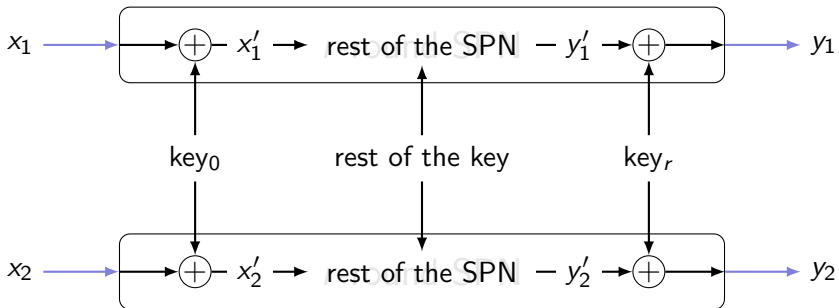 x₁ + x₁′ rest of the SPN y₁′ + y₁
key₀ rest of the key keyᵣ
x₂ + x₂′ rest of the SPN y₂′ + y₂